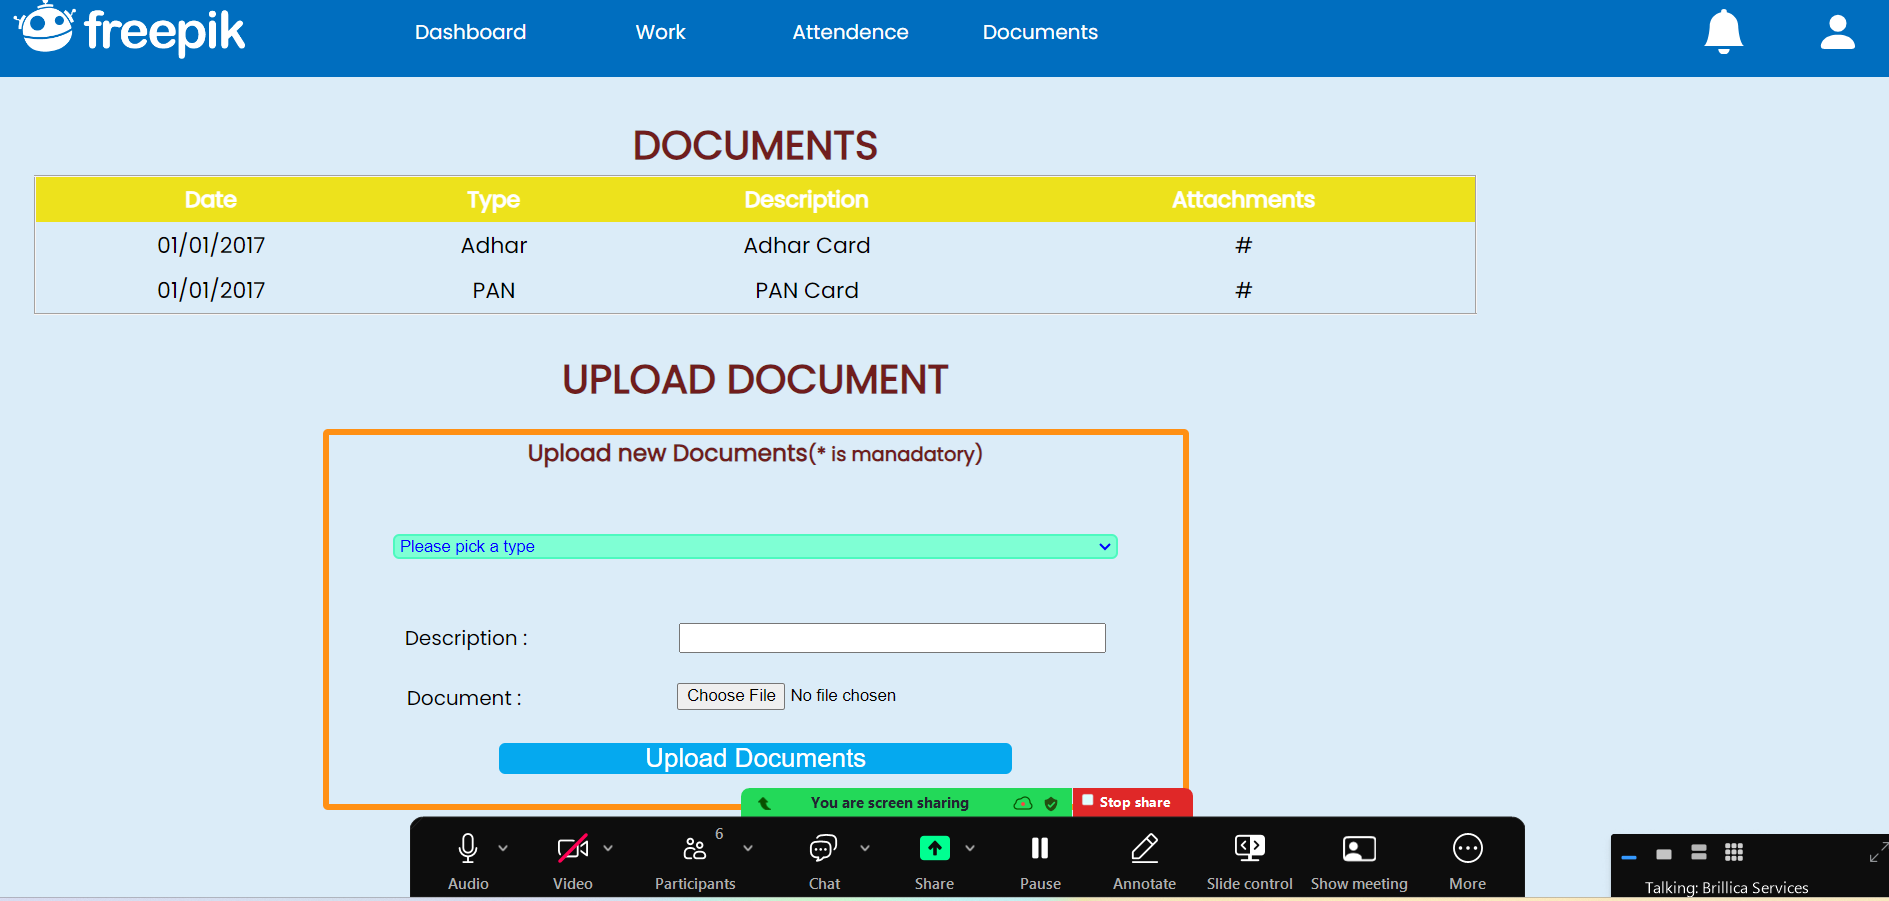 freepik Dashboard Work Attendence Documents
DOCUMENTS
Date Type Description Attachments
01/01/2017 Adhar Adhar Card #
01/01/2017 PAN PAN Card #
UPLOAD DOCUMENT
Upload new Documents(* is manadatory)
Please pick a type
Description :
Document : Choose File No file chosen
Upload Documents
You are screen sharing Stop share
6
Audio Video Participants Chat Share Pause Annotate Slide control Show meeting More
Talking: Brillica Services